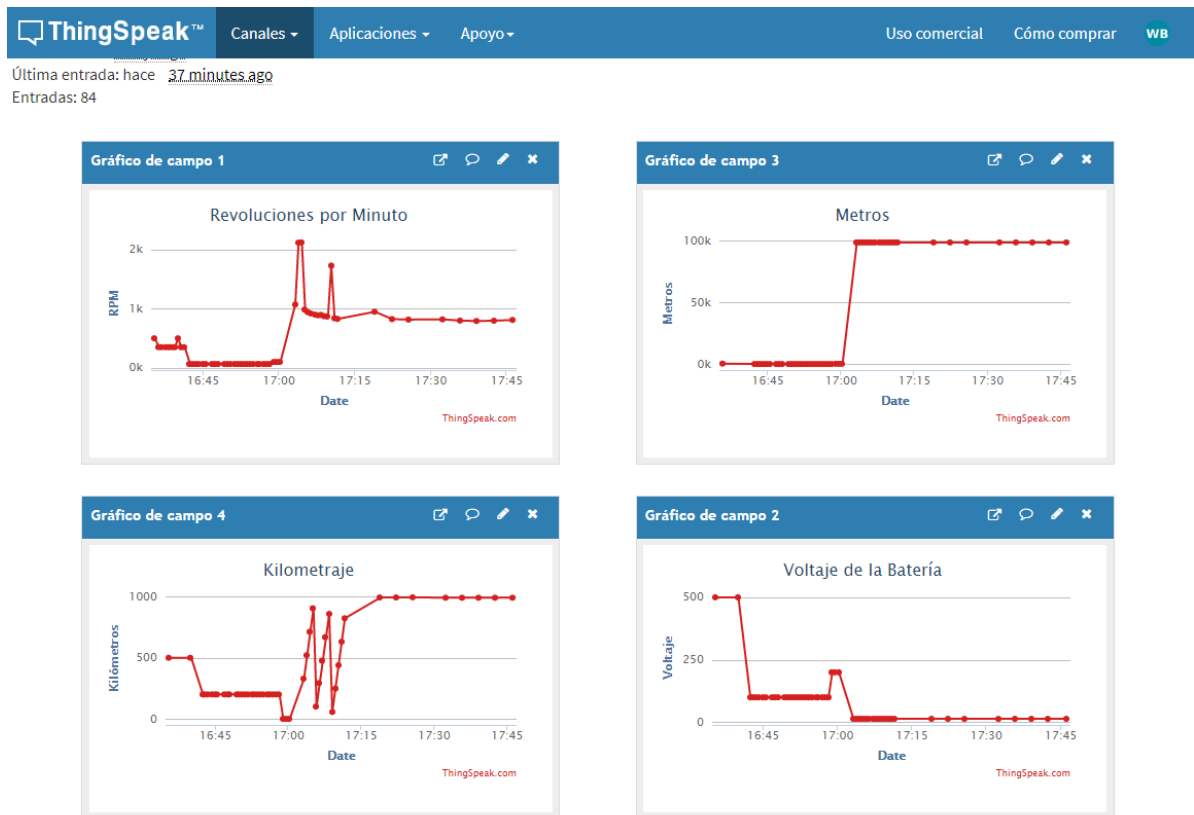 ThingSpeak™ Canales Aplicaciones Apoyo Uso comercial Cómo comprar WB
Última entrada: hace 37 minutes ago
Entradas: 84
Gráfico de campo 1
Revoluciones por Minuto
2k
1k
0k
RPM
16:45 17:00 17:15 17:30 17:45
Date
ThingSpeak.com
Gráfico de campo 3
Metros
100k
50k
0k
Metros
16:45 17:00 17:15 17:30 17:45
Date
ThingSpeak.com
Gráfico de campo 4
Kilometraje
1000
500
0
Kilómetros
16:45 17:00 17:15 17:30 17:45
Date
ThingSpeak.com
Gráfico de campo 2
Voltaje de la Batería
500
250
0
Voltaje
16:45 17:00 17:15 17:30 17:45
Date
ThingSpeak.com